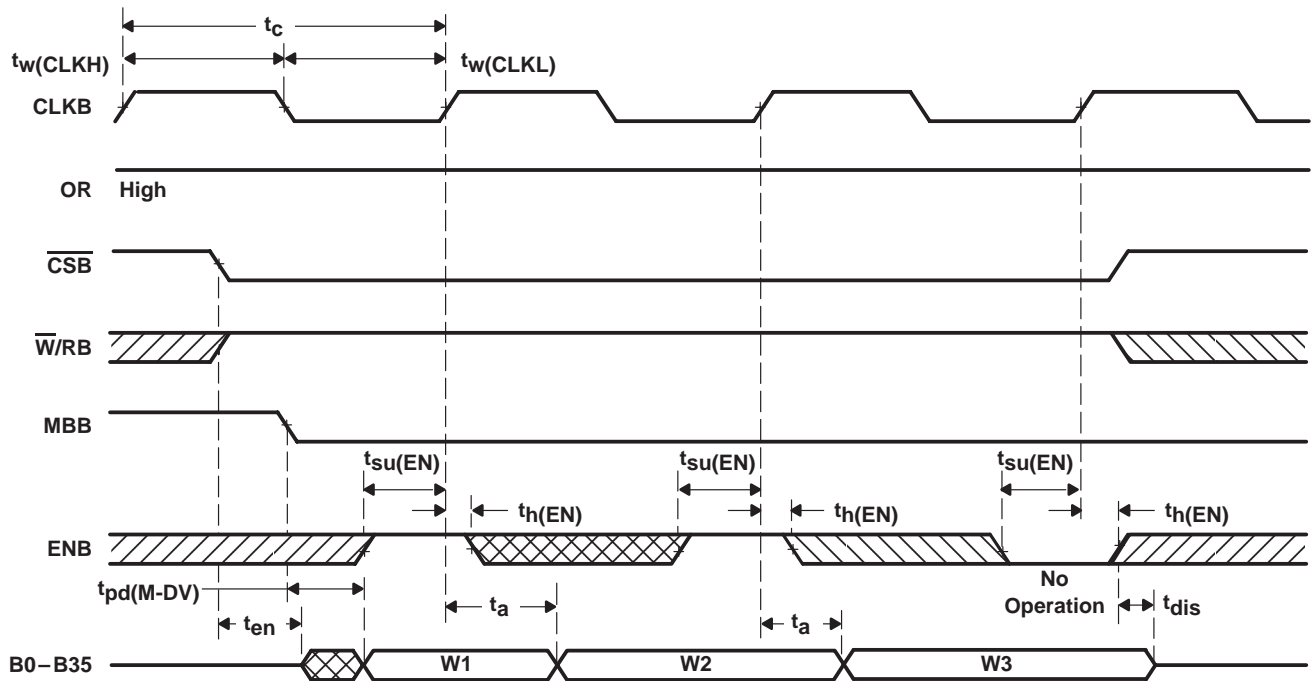 tc
tw(CLKH)
tw(CLKL)
CLKB
OR
High
CSB
W/RB
MBB
tsu(EN)
tsu(EN)
tsu(EN)
th(EN)
th(EN)
th(EN)
ENB
tpd(M-DV)
ta
No
Operation
ten
ta
tdis
B0–B35
W1
W2
W3